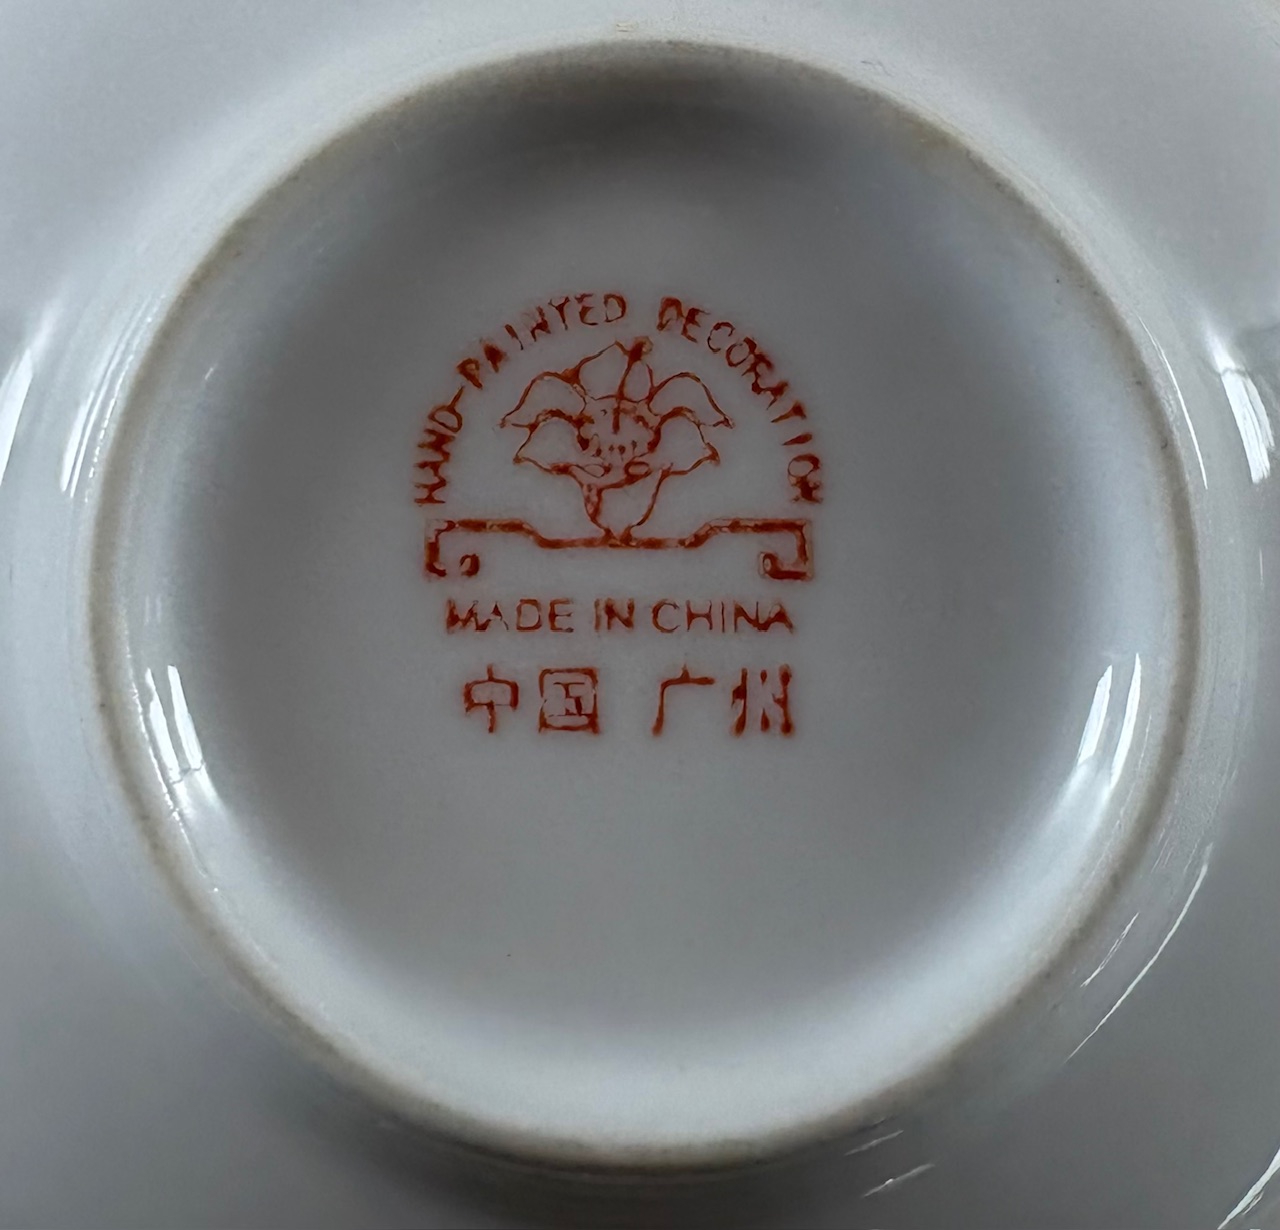 HAND-PAINTED DECORATION
MADE IN CHINA
中国 广州